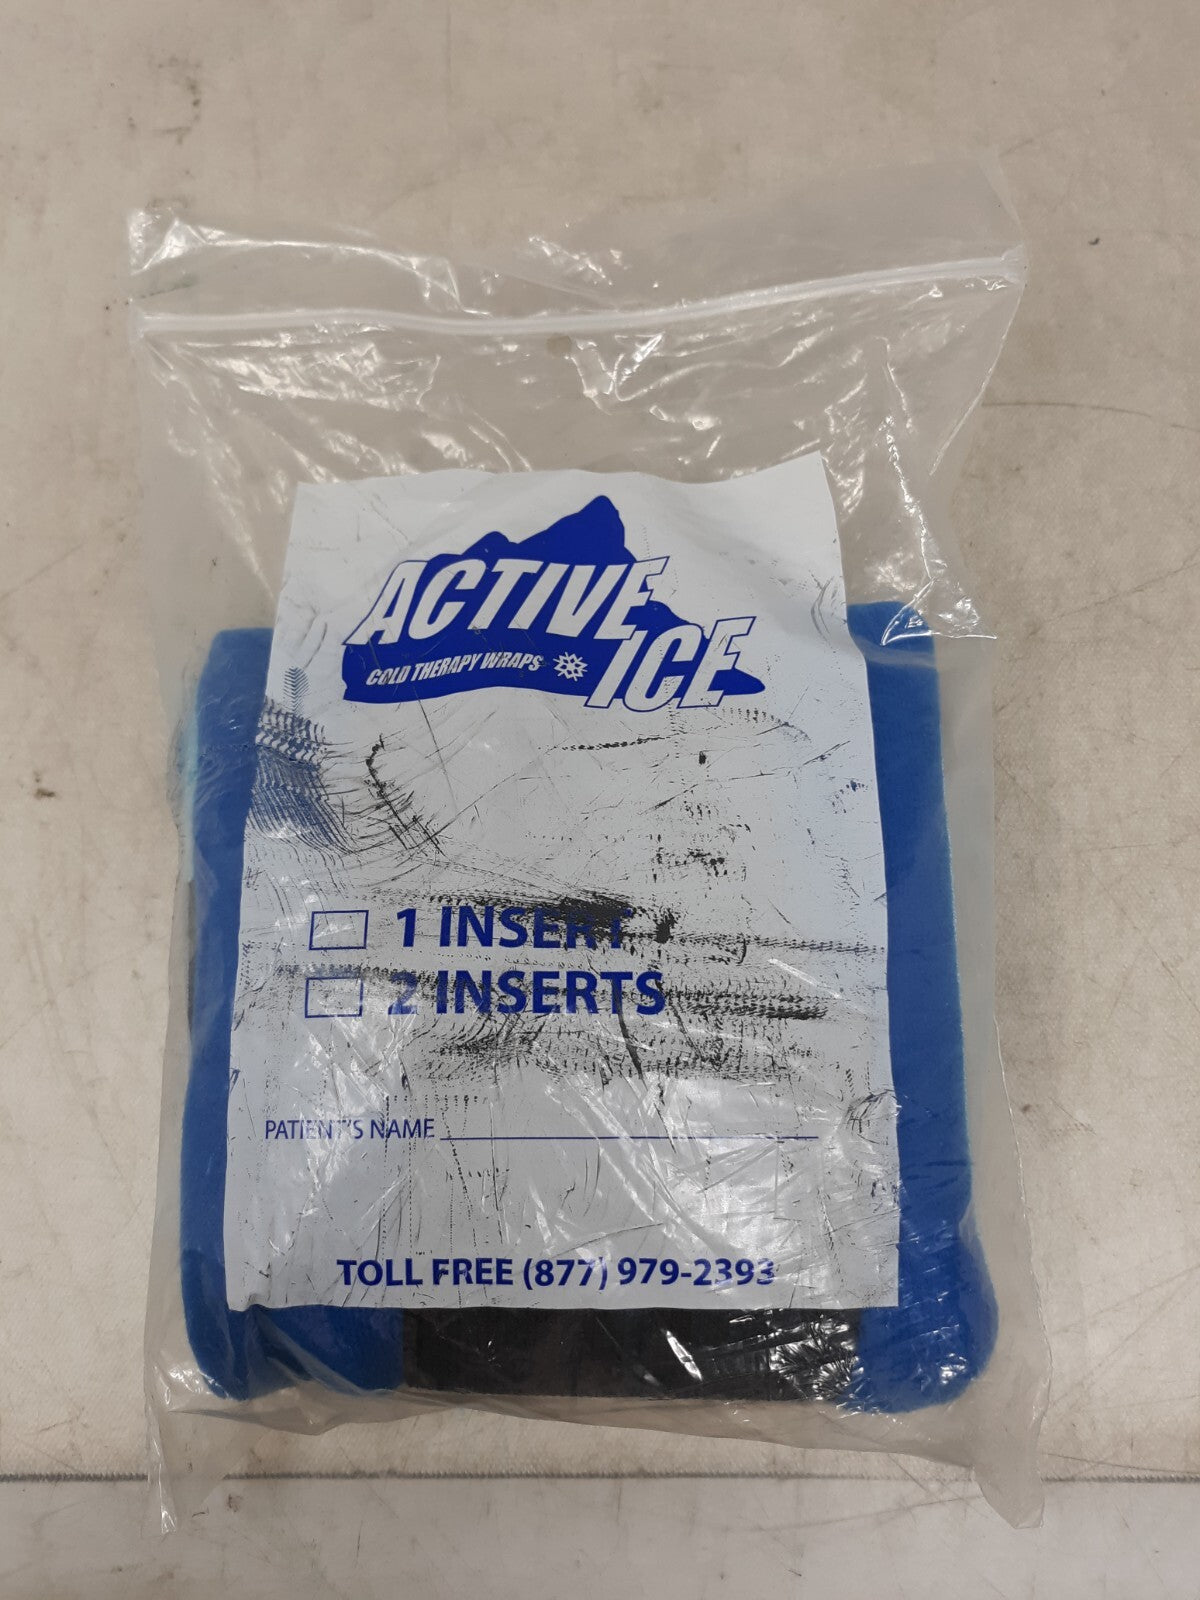 ACTIVE
ICE
COLD THERAPY WRAPS
1 INSERT
2 INSERTS
PATIENT'S NAME
TOLL FREE (877) 979-2393